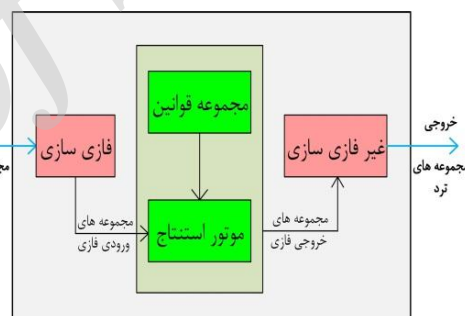 مجموعه قوانین
فازی سازی
موتور استنتاج
غیر فازی سازی
مجموعه های
ورودی فازی
مجموعه های
خروجی فازی
خروجی
مجموعه های
ترد